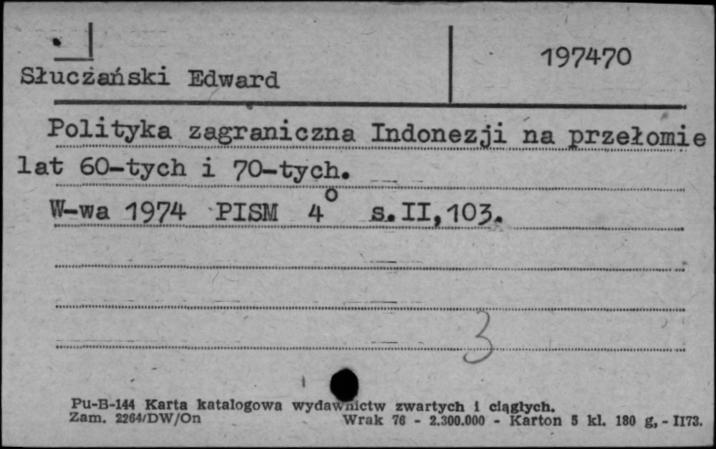 197470
Słuczański Edward
Polityka zagraniczna Indonezji na przełomie
lat 60-tych i 70-tych.
W-wa 1974 PISM 4° s.II,103.
3
Pu-B-144 Karta katalogowa wydawnictw zwartych i ciągłych.
Zam. 2264/DW/On Wrak 76 - 2.300.000 - Karton 5 kl. 180 g, - II73.